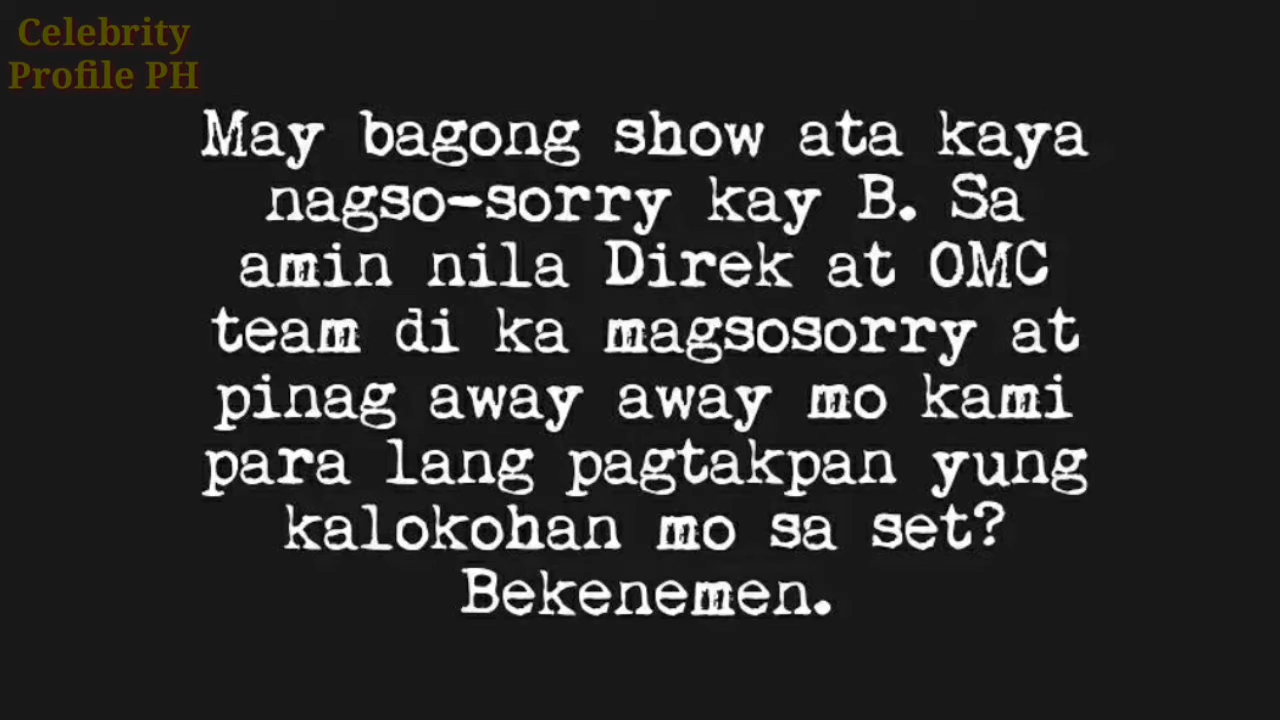 Celebrity
Profile PH
May bagong show ata kaya
nagso-sorry kay B. Sa
amin nila Direk at OMC
team di ka magsosorry at
pinag away away mo kami
para lang pagtakpan yung
kalokohan mo sa set?
Bekenemen.